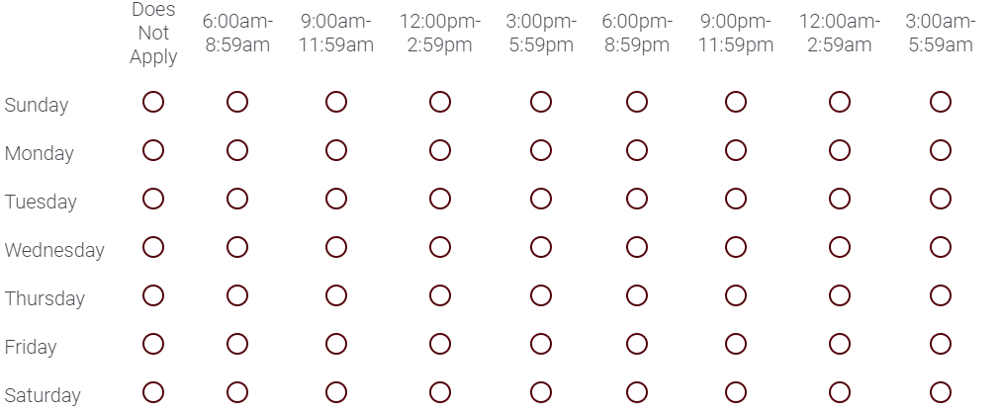 Does Not Apply
6:00am-8:59am
9:00am-11:59am
12:00pm-2:59pm
3:00pm-5:59pm
6:00pm-8:59pm
9:00pm-11:59pm
12:00am-2:59am
3:00am-5:59am
Sunday
Monday
Tuesday
Wednesday
Thursday
Friday
Saturday